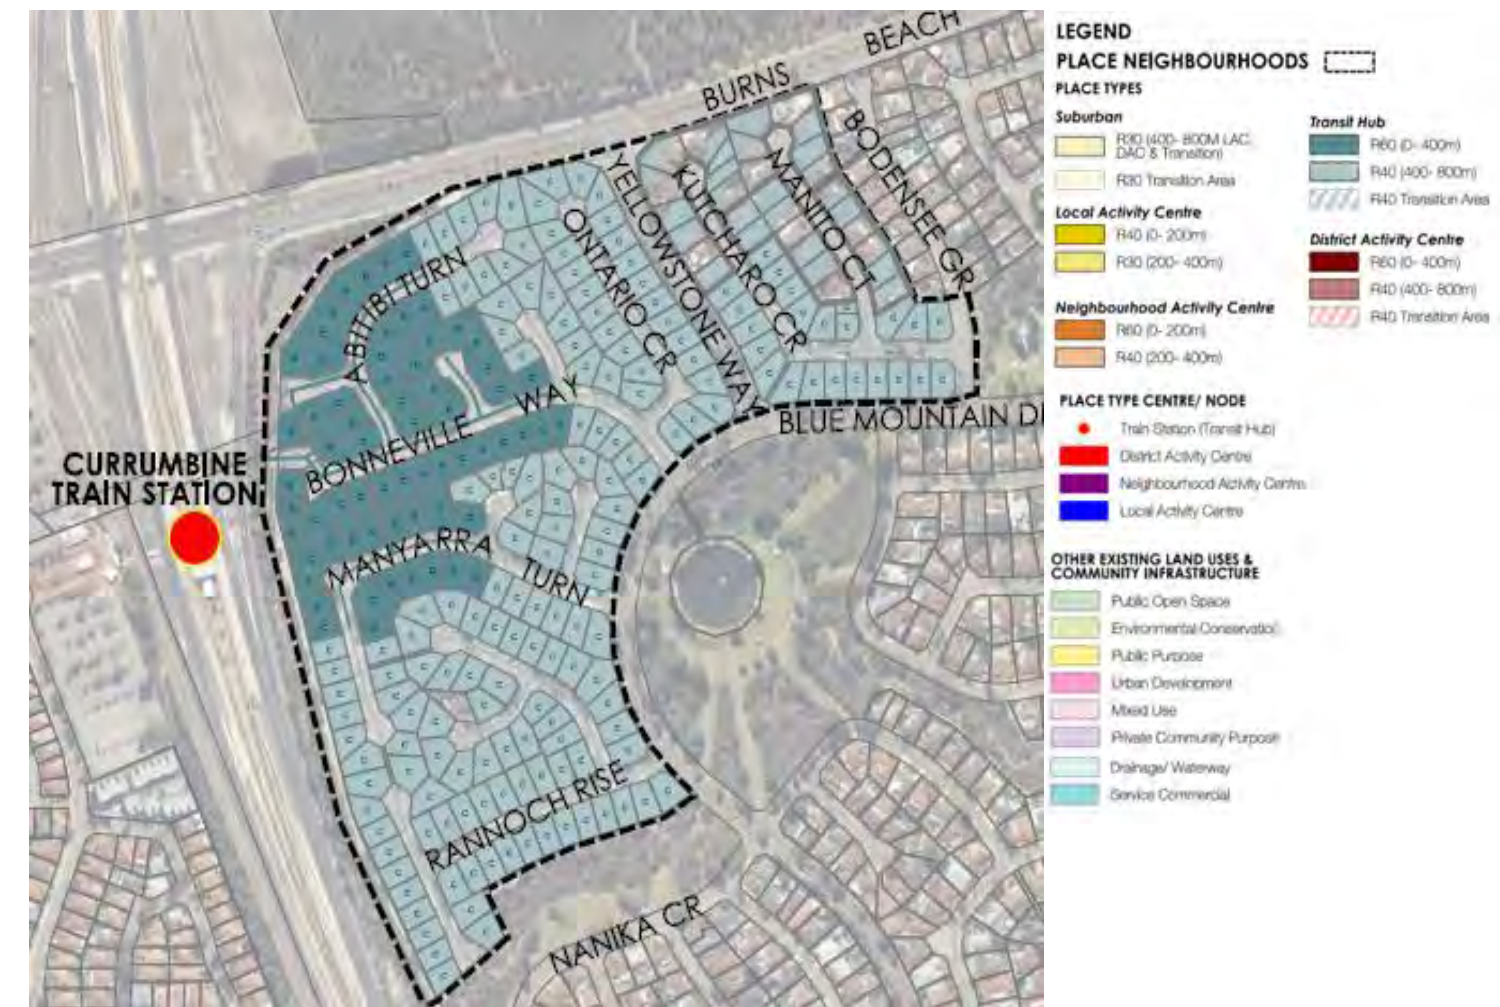 BURNS BEACH
BODENSEE GR
MANITO CT
KUTCHARO CR
YELLOWSTONE WAY
ONTARIO CR
ABITIBI TURN
BONNEVILLE WAY
BLUE MOUNTAIN D
CURRUMBINE
TRAIN STATION
MANYARRA TURN
RANNOCH RISE
NANIKA CR
LEGEND
PLACE NEIGHBOURHOODS
PLACE TYPES
Suburban
R30 (400- 800M LAC,
DAC & Transition)
R30 Transition Area
Local Activity Centre
R40 (0- 200m)
R30 (200- 400m)
Neighbourhood Activity Centre
R60 (0- 200m)
R40 (200- 400m)
Transit Hub
R60 (0- 400m)
R40 (400- 800m)
R40 Transition Area
District Activity Centre
R60 (0- 400m)
R40 (400- 800m)
R40 Transition Area
PLACE TYPE CENTRE/ NODE
Train Station (Transit Hub)
District Activity Centre
Neighbourhood Activity Centre
Local Activity Centre
OTHER EXISTING LAND USES &
COMMUNITY INFRASTRUCTURE
Public Open Space
Environmental Conservation
Public Purpose
Urban Development
Mixed Use
Private Community Purpose
Drainage/ Waterway
Service Commercial